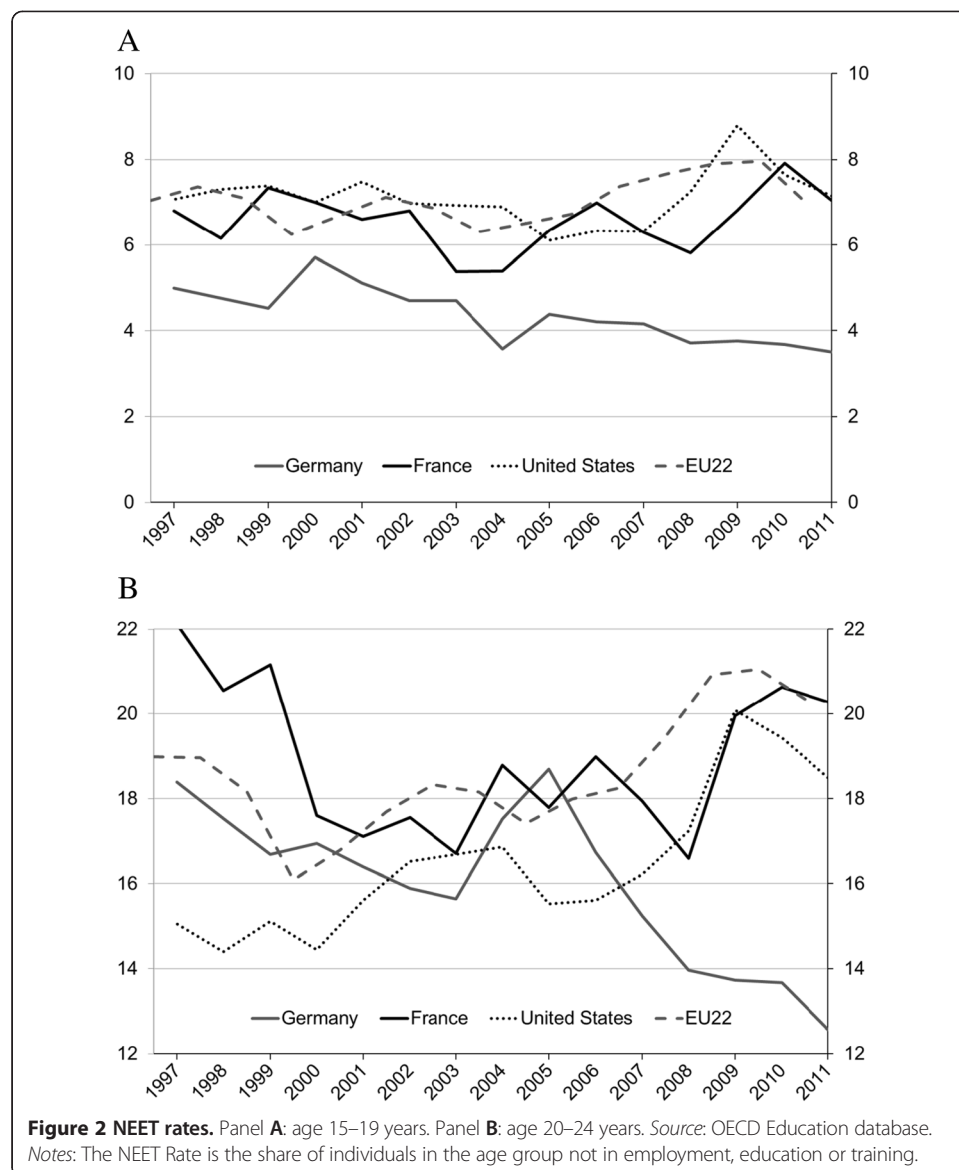 A
10 10
8 8
6 6
4 4
2 2
Germany France United States EU22
0 0
1997 1998 1999 2000 2001 2002 2003 2004 2005 2006 2007 2008 2009 2010 2011
B
22 22
20 20
18 18
16 16
14 14
Germany France United States EU22
12 12
1997 1998 1999 2000 2001 2002 2003 2004 2005 2006 2007 2008 2009 2010 2011
Figure 2 NEET rates. Panel A: age 15–19 years. Panel B: age 20–24 years. Source: OECD Education database.
Notes: The NEET Rate is the share of individuals in the age group not in employment, education or training.